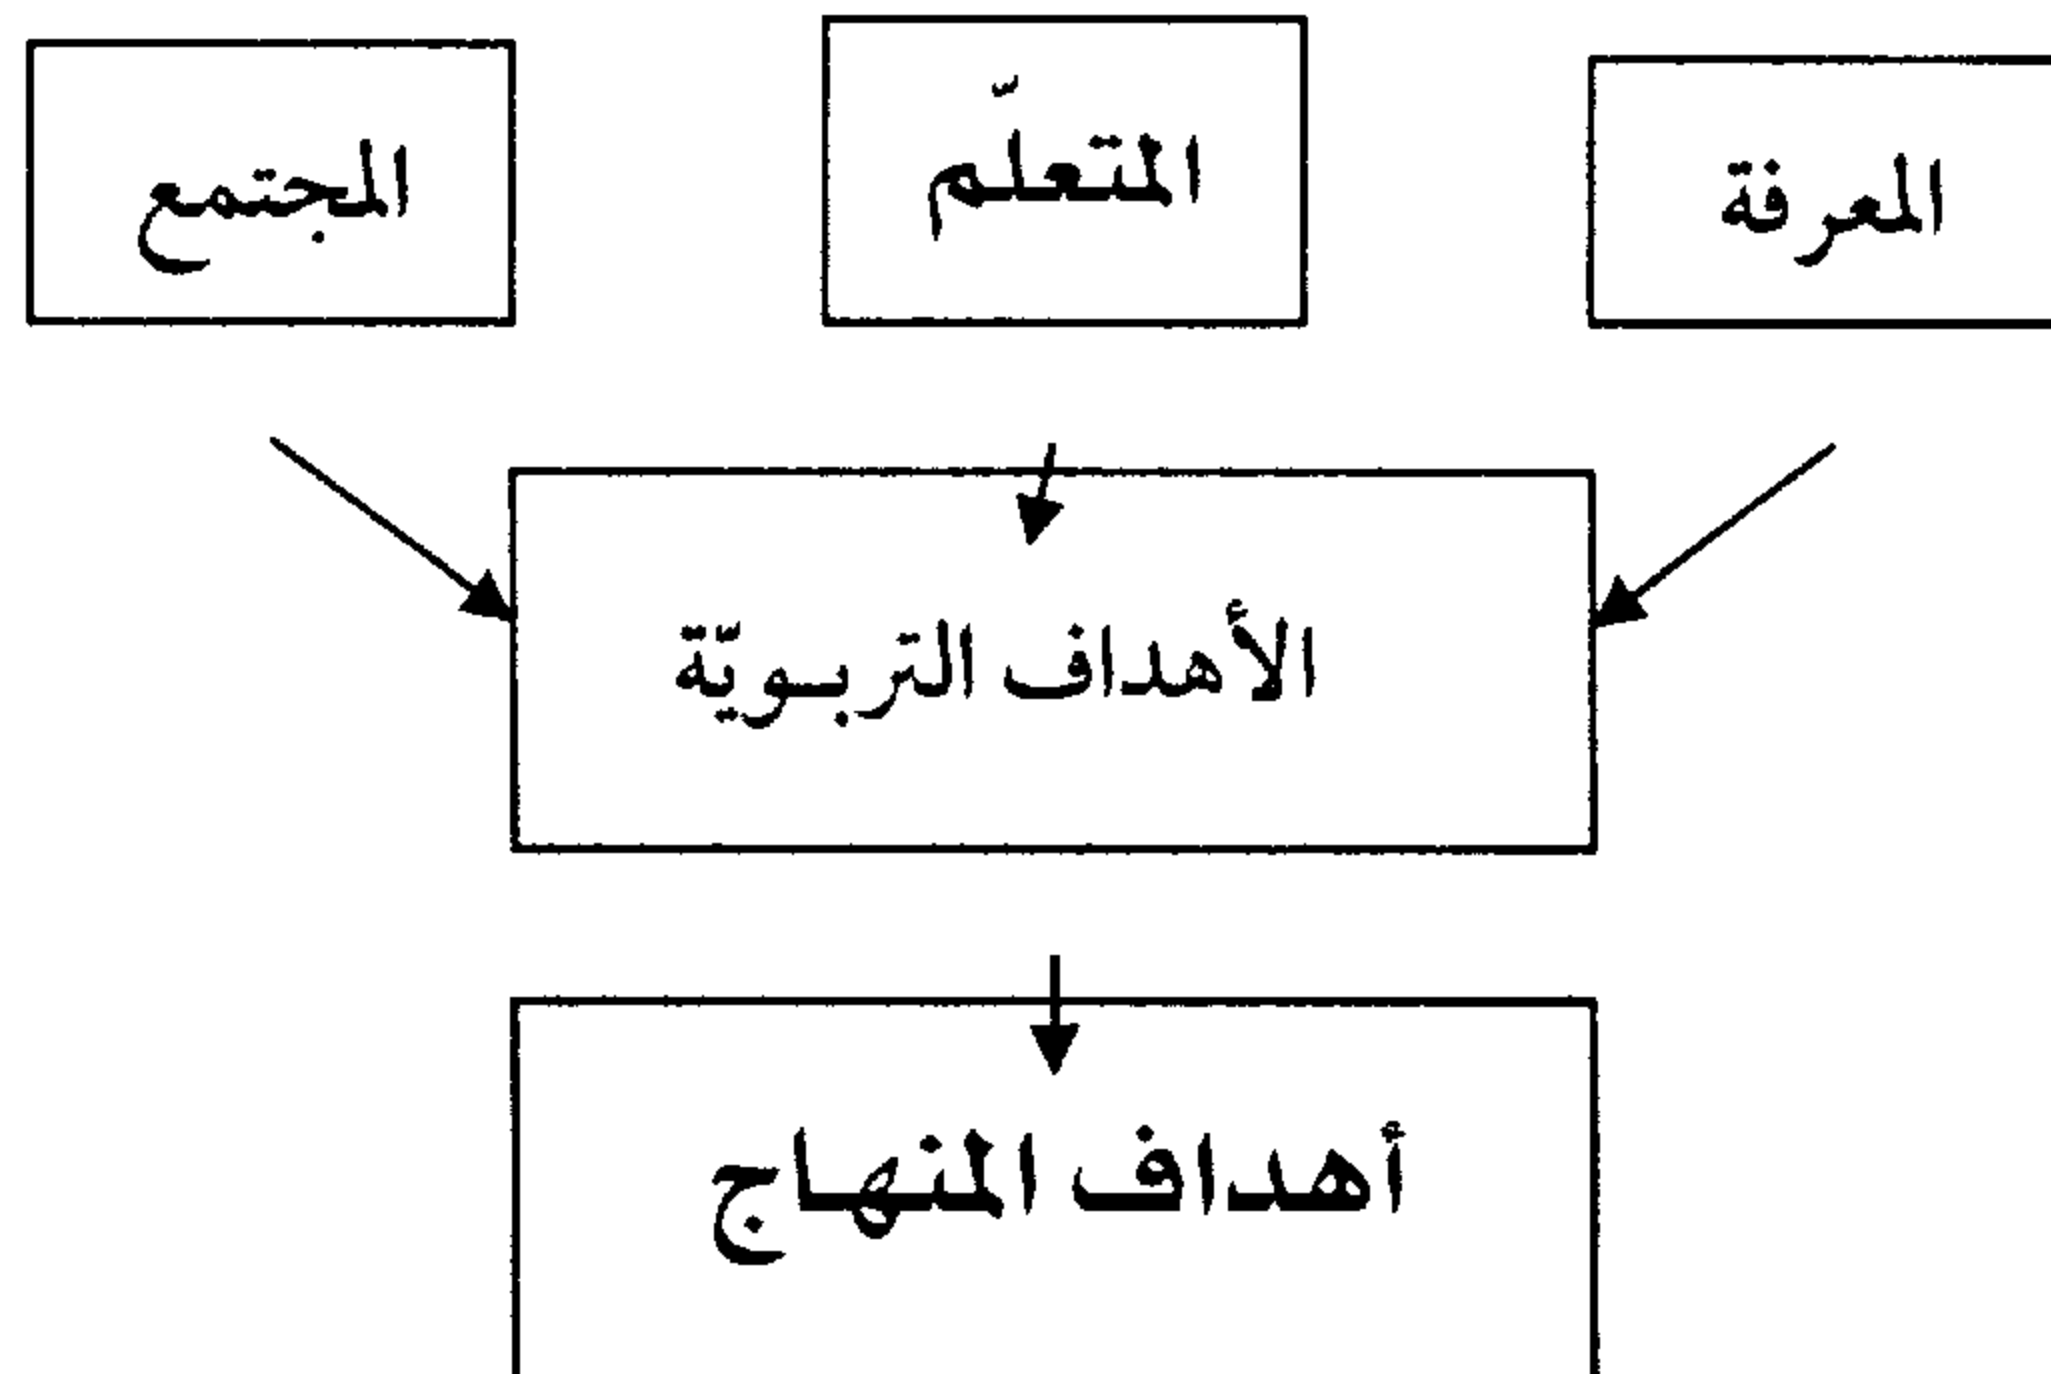 المعرفة
المتعلّم
المجتمع
الأهداف التربويّة
أهداف المنهاج